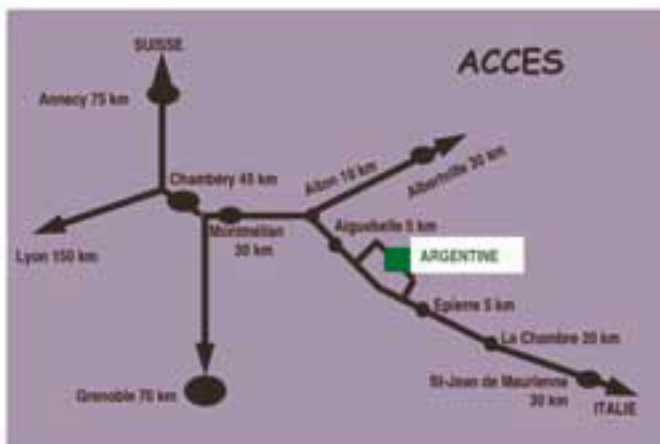 SUISSE
ACCES
Annecy 75 km
Aiton 10 km
Albertville 30 km
Chambéry 45 km
Montmélian
30 km
Aiguebelle 5 km
Lyon 150 km
ARGENTINE
Epierre 5 km
La Chambre 20 km
St-Jean de Maurienne
30 km
Grenoble 70 km
ITALIE